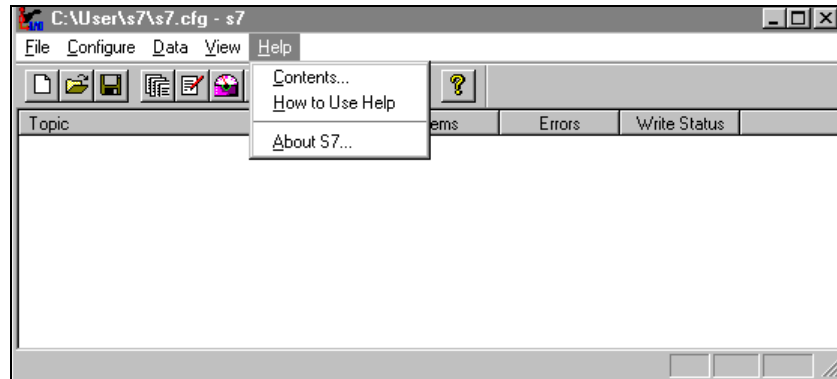 C:\User\s7\s7.cfg - s7
File Configure Data View Help
Contents...
How to Use Help
About S7...
Topic ems Errors Write Status